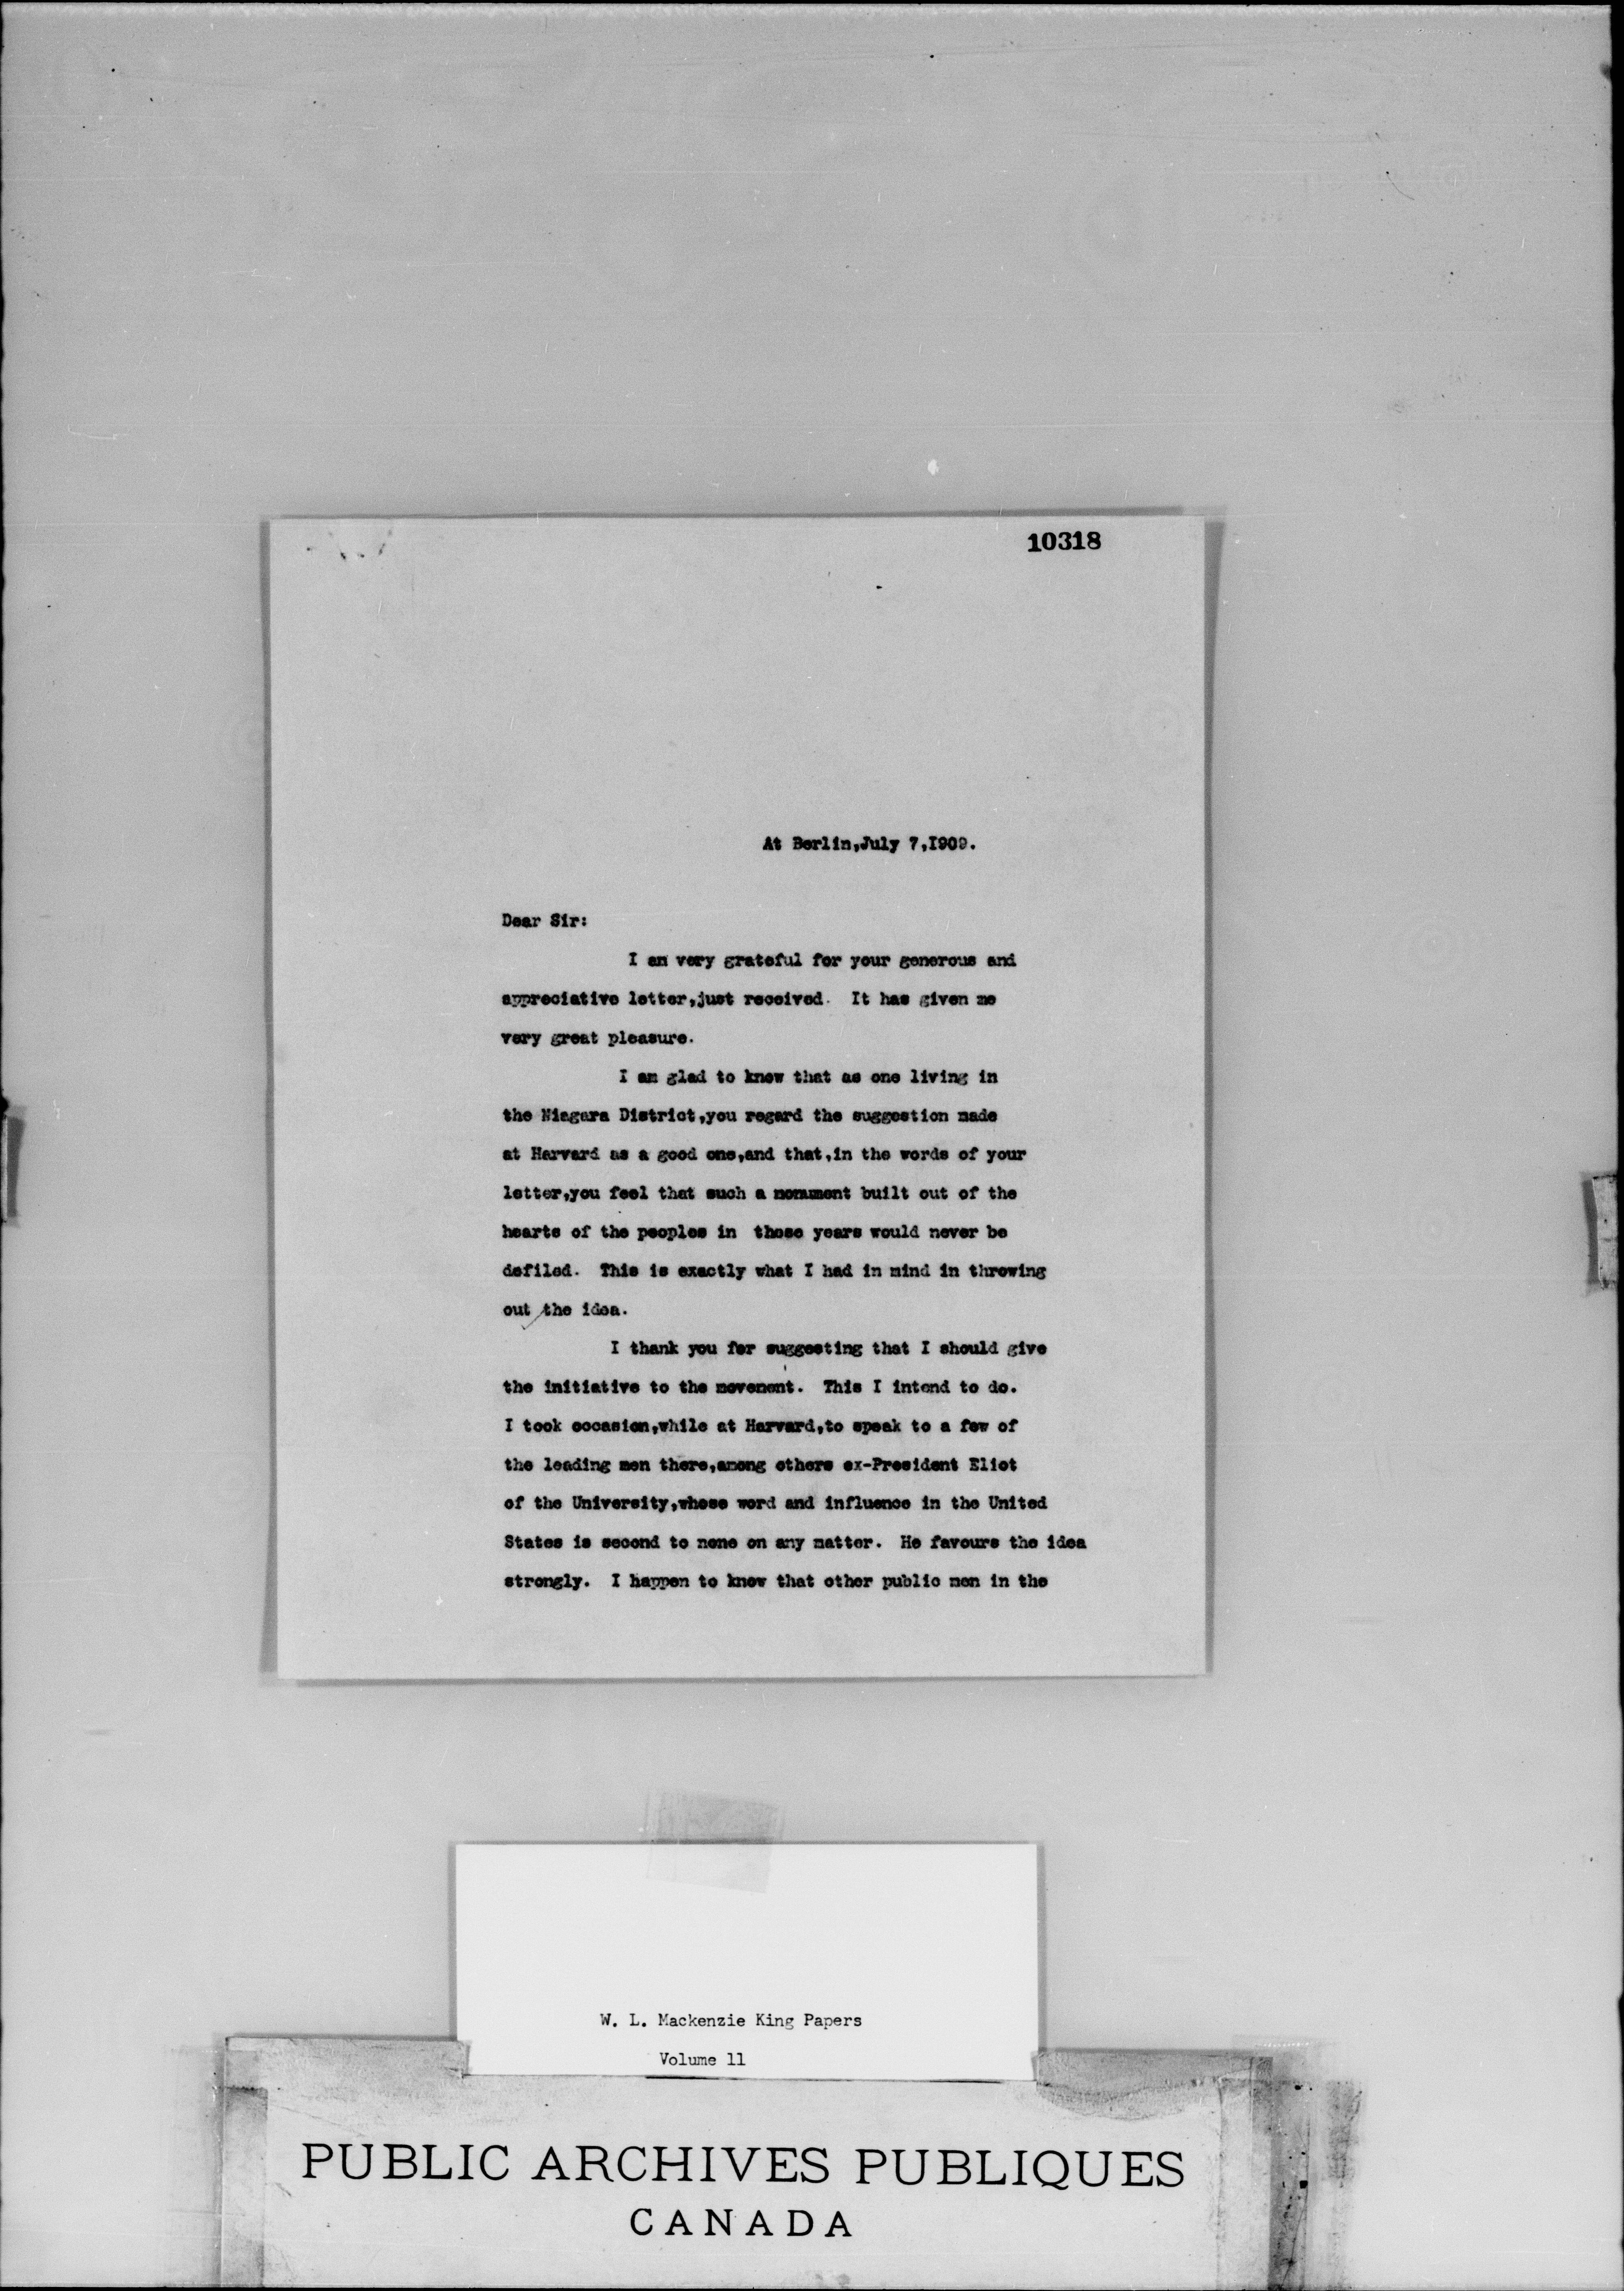 10318
At Berlin,July 7,I909.
Dear Sir:
I am very grateful for your generous and
appreciative letter,just received. It has given me
very great pleasure.
I am glad to know that as one living in
the Niagara District,you regard the suggestion made
at Harvard as a good one,and that,in the words of your
letter,you feel that such a monument built out of the
hearts of the peoples in those years would never be
defiled. This is exactly what I had in mind in throwing
out the idea.
I thank you for suggesting that I should give
the initiative to the movement. This I intend to do.
I took occasion,while at Harvard,to speak to a few of
the leading men there,among others ex-President Eliot
of the University,whose word and influence in the United
States is second to none on any matter. He favours the idea
strongly. I happen to know that other public men in the
W. L. Mackenzie King Papers
Volume 11
PUBLIC ARCHIVES PUBLIQUES
CANADA